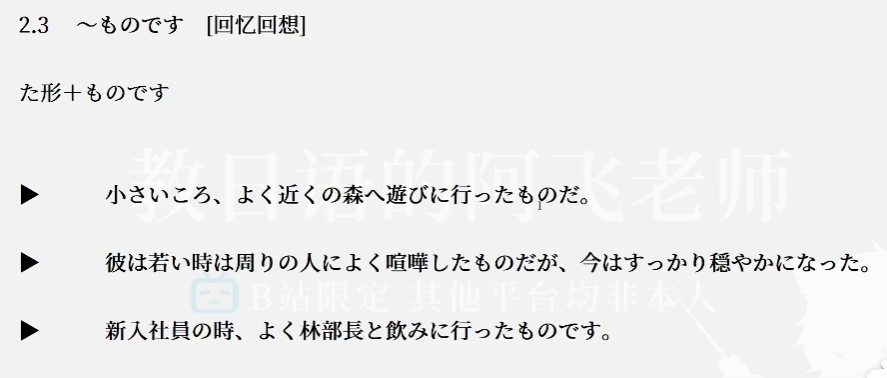 2.3 ～ものです [回忆回想]
た形＋ものです
教日语的阿飞老师
▶ 小さいころ、よく近くの森へ遊びに行ったものだ。
▶ 彼は若い時は周りの人によく喧嘩したものだが、今はすっかり穏やかになった。
B站限定 其他平台均非本人
▶ 新入社員の時、よく林部長と飲みに行ったものです。